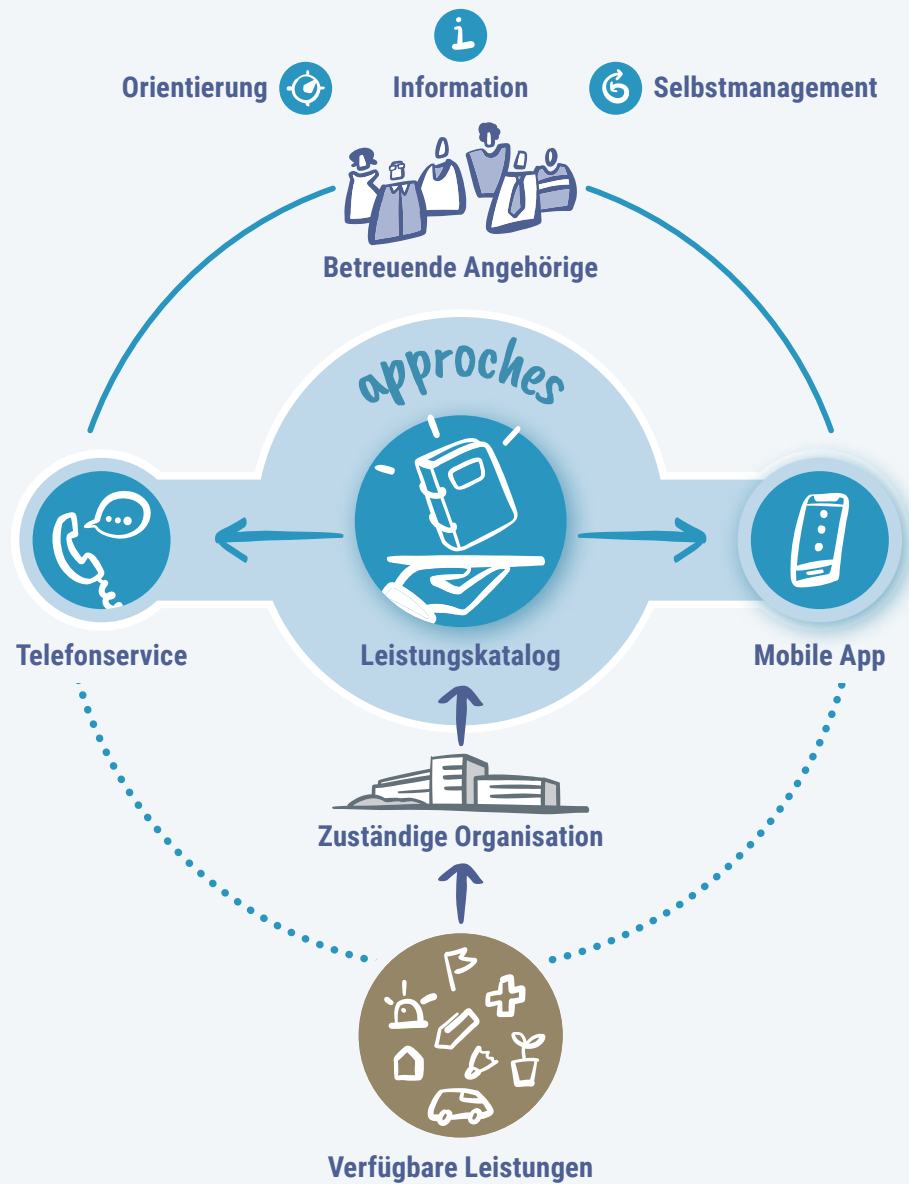 Orientierung
Information
Selbstmanagement
Betreuende Angehörige
approches
Telefonservice
Leistungskatalog
Mobile App
Zuständige Organisation
Verfügbare Leistungen